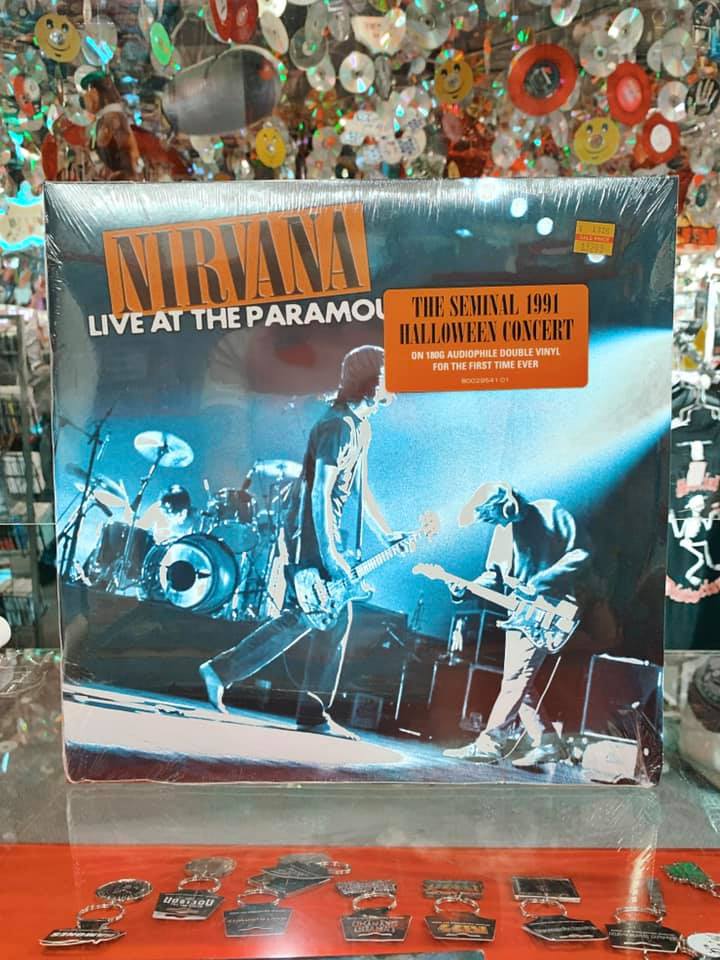 NIRVANA
LIVE AT THE PARAMOU
THE SEMINAL 1991
HALLOWEEN CONCERT
ON 180G AUDIOPHILE DOUBLE VINYL
FOR THE FIRST TIME EVER